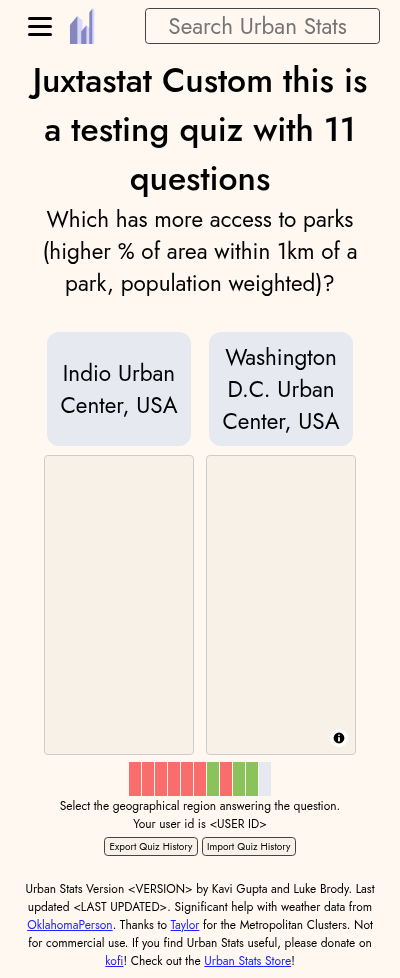 Search Urban Stats
Juxtastat Custom this is
a testing quiz with 11
questions
Which has more access to parks
(higher % of area within 1km of a
park, population weighted)?
Indio Urban
Center, USA
Washington
D.C. Urban
Center, USA
Select the geographical region answering the question.
Your user id is <USER ID>
Export Quiz History
Import Quiz History
Urban Stats Version <VERSION> by Kavi Gupta and Luke Brody. Last
updated <LAST UPDATED>. Significant help with weather data from
OklahomaPerson. Thanks to Taylor for the Metropolitan Clusters. Not
for commercial use. If you find Urban Stats useful, please donate on
kofi! Check out the Urban Stats Store!